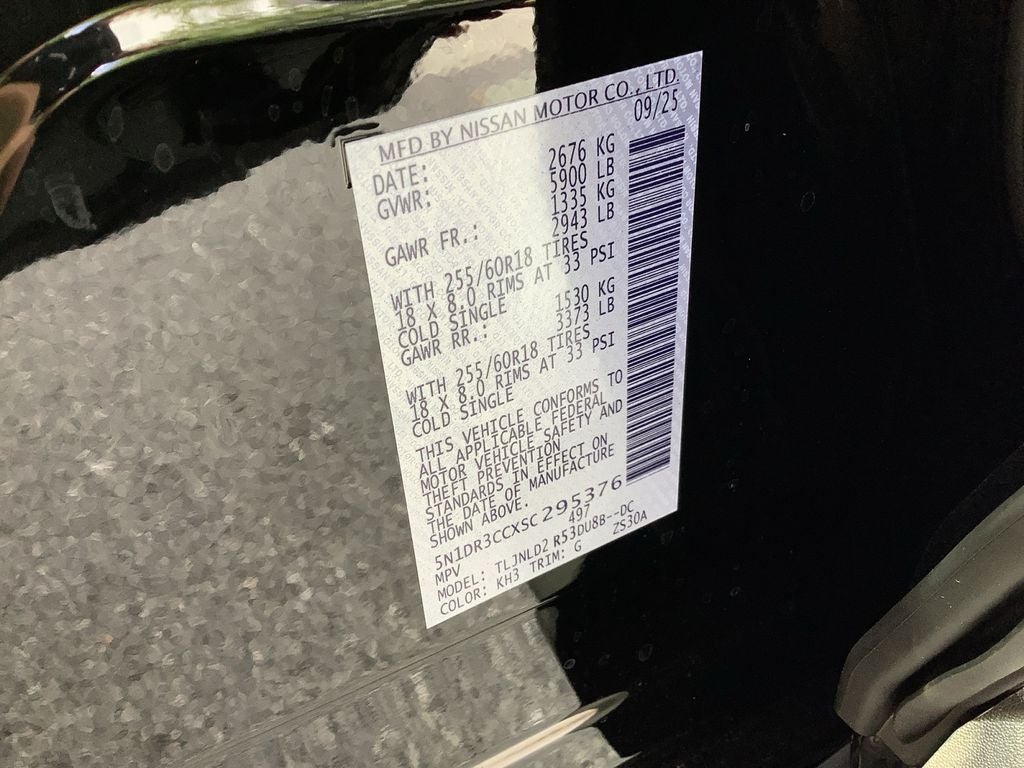 MFD BY NISSAN MOTOR CO., LTD.
DATE: 09/25
GVWR: 2676 KG
5900 LB
GAWR FR.: 1335 KG
2943 LB
WITH 255/60R18 TIRES
18 X 8.0 RIMS AT 33 PSI
COLD SINGLE
GAWR RR.: 1530 KG
3373 LB
WITH 255/60R18 TIRES
18 X 8.0 RIMS AT 33 PSI
COLD SINGLE
THIS VEHICLE CONFORMS TO
ALL APPLICABLE FEDERAL
MOTOR VEHICLE SAFETY AND
THEFT PREVENTION
STANDARDS IN EFFECT ON
THE DATE OF MANUFACTURE
SHOWN ABOVE.
5N1DR3CCXSC295376
MPV 497
MODEL: TLJNLD2 R53DU8B--DC
COLOR: KH3 TRIM: G ZS30A